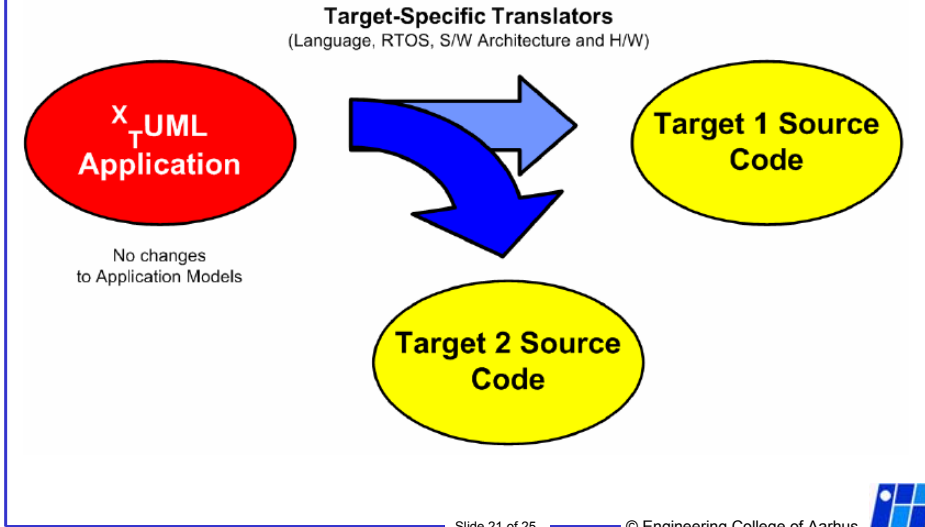 Target-Specific Translators
(Language, RTOS, S/W Architecture and H/W)
XTUML
Application
Target 1 Source
Code
No changes
to Application Models
Target 2 Source
Code
Slide 21 of 25
© Engineering College of Aarhus